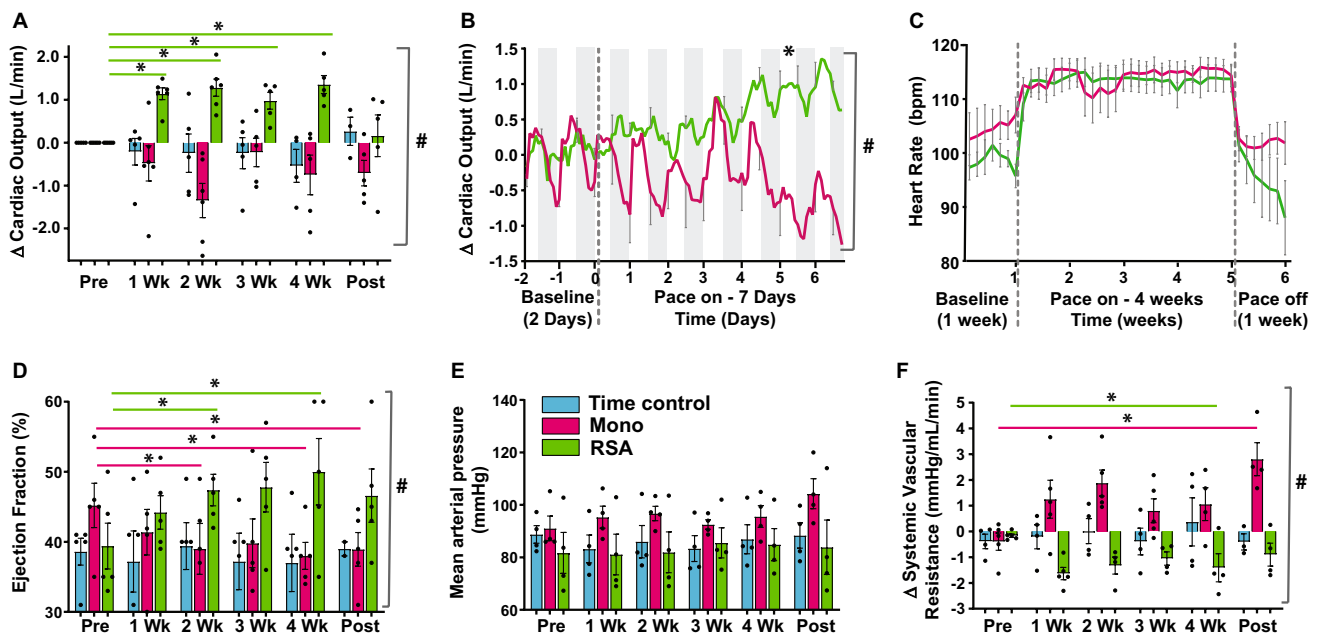 A
Δ Cardiac Output (L/min)
2.0
1.0
0.0
-1.0
-2.0
* * * *
#
Pre 1 Wk 2 Wk 3 Wk 4 Wk Post
B
Δ Cardiac Output (L/min)
1.5
1.0
0.5
0.0
-0.5
-1.0
-1.5
*
#
-2 -1 0 1 2 3 4 5 6
Baseline Pace on - 7 Days
(2 Days) Time (Days)
C
Heart Rate (bpm)
120
110
100
90
80
1 2 3 4 5 6
Baseline Pace on - 4 weeks Pace off
(1 week) Time (weeks) (1 week)
D
Ejection Fraction (%)
60
50
40
30
* * * * *
#
Pre 1 Wk 2 Wk 3 Wk 4 Wk Post
E
Mean arterial pressure
(mmHg)
140
120
100
80
60
Time control
Mono
RSA
Pre 1 Wk 2 Wk 3 Wk 4 Wk Post
F
Δ Systemic Vascular
Resistance (mmHg/mL/min)
5
4
3
2
1
0
-1
-2
-3
* *
#
Pre 1 Wk 2 Wk 3 Wk 4 Wk Post